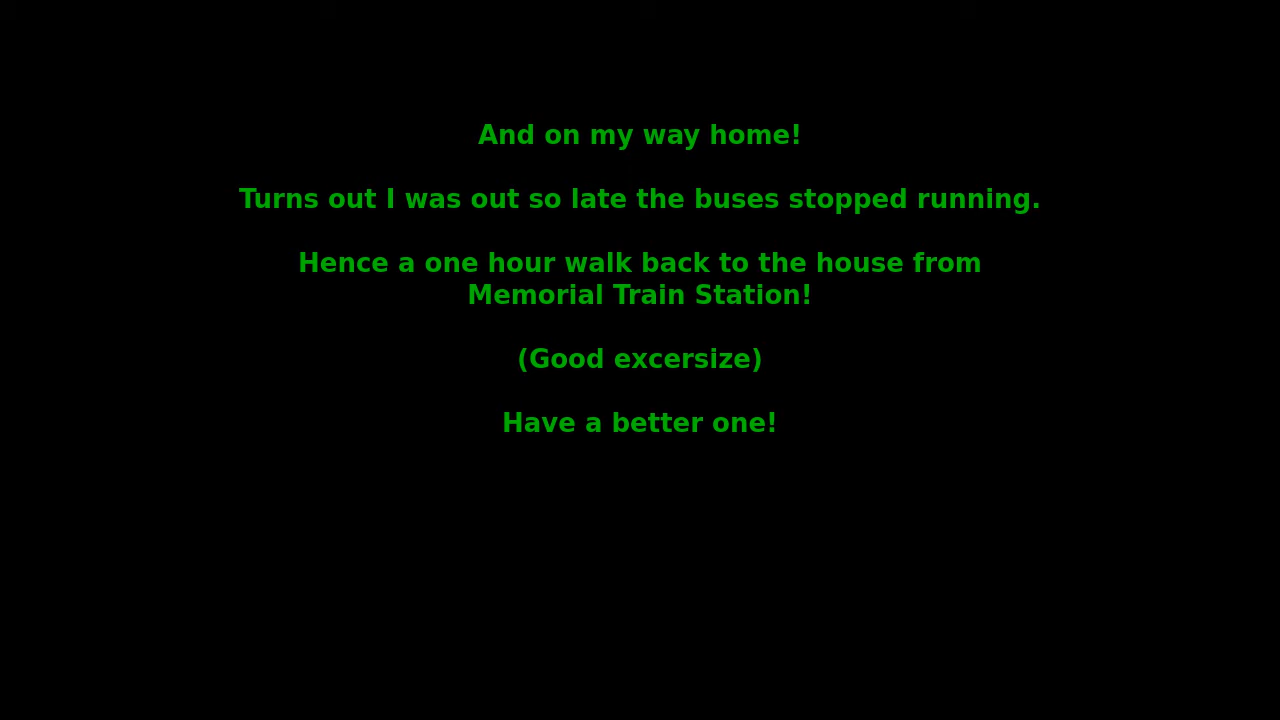 And on my way home!
Turns out I was out so late the buses stopped running.
Hence a one hour walk back to the house from
Memorial Train Station!
(Good excersize)
Have a better one!